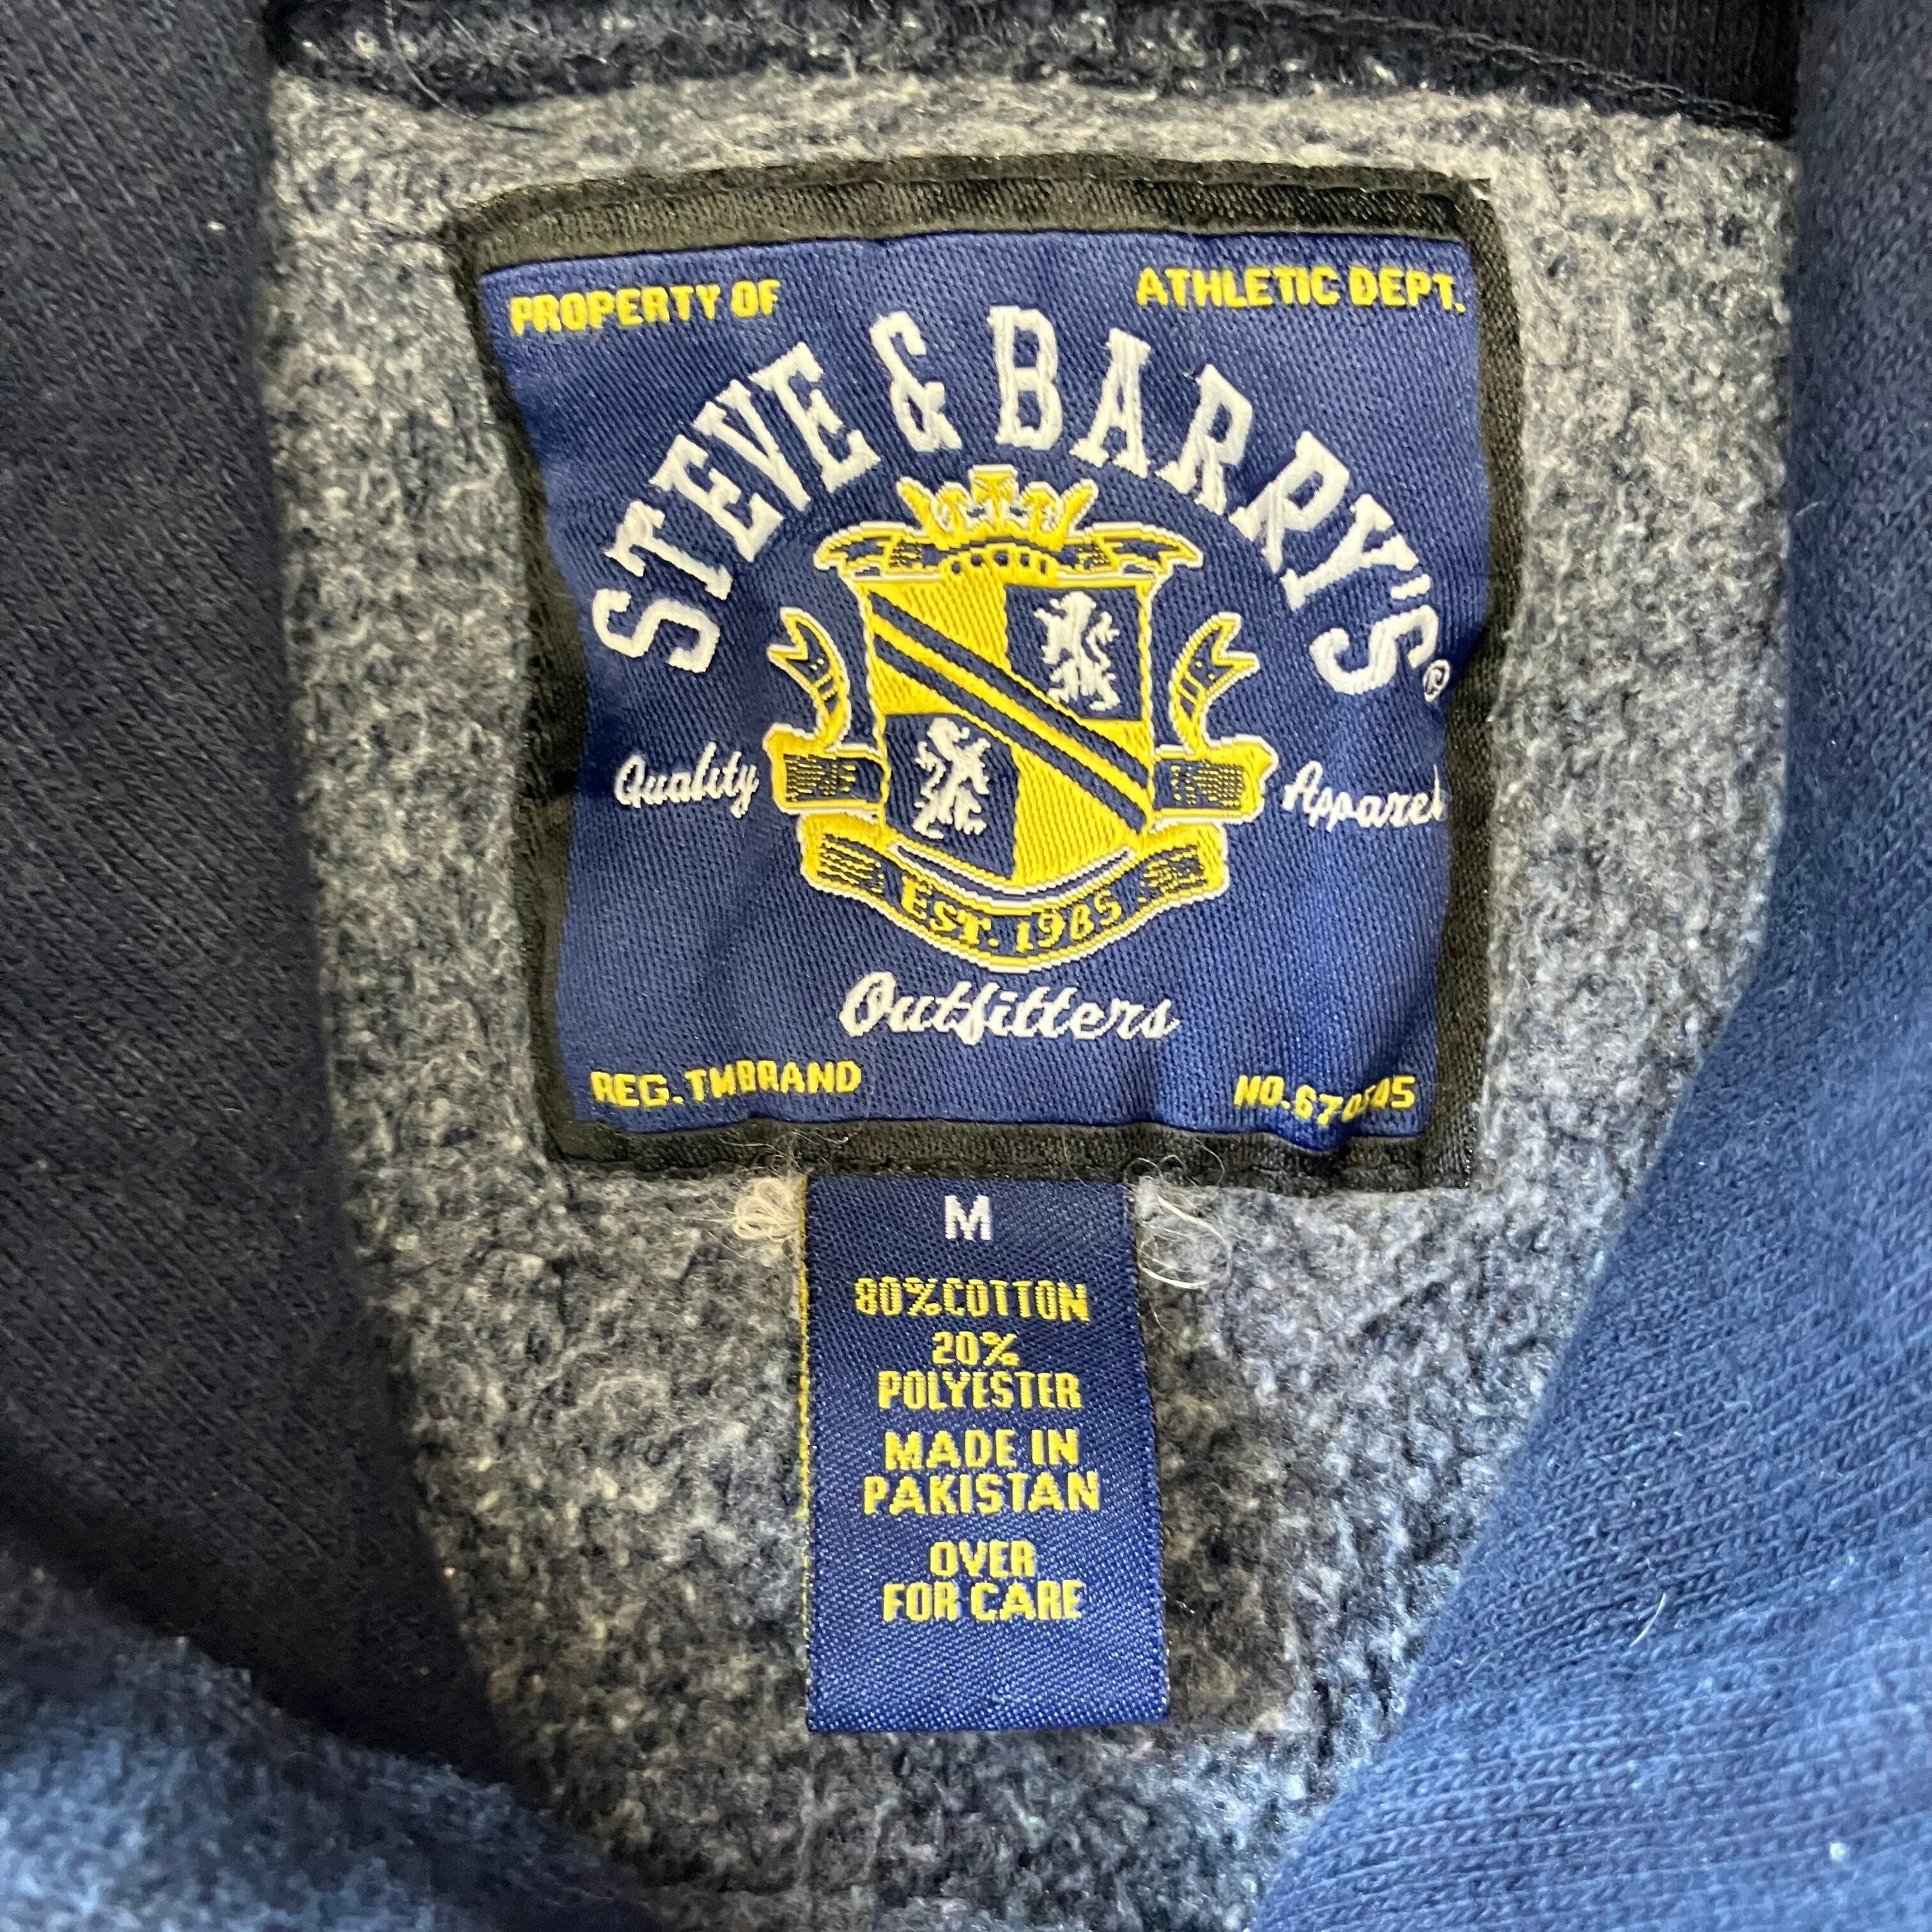 PROPERTY OF ATHLETIC DEPT.
STEVE & BARRY'S®
Quality Apparel
EST. 1985
Outfitters
REG. TMBRAND
M
80%COTTON
20%
POLYESTER
MADE IN
PAKISTAN
OVER
FOR CARE